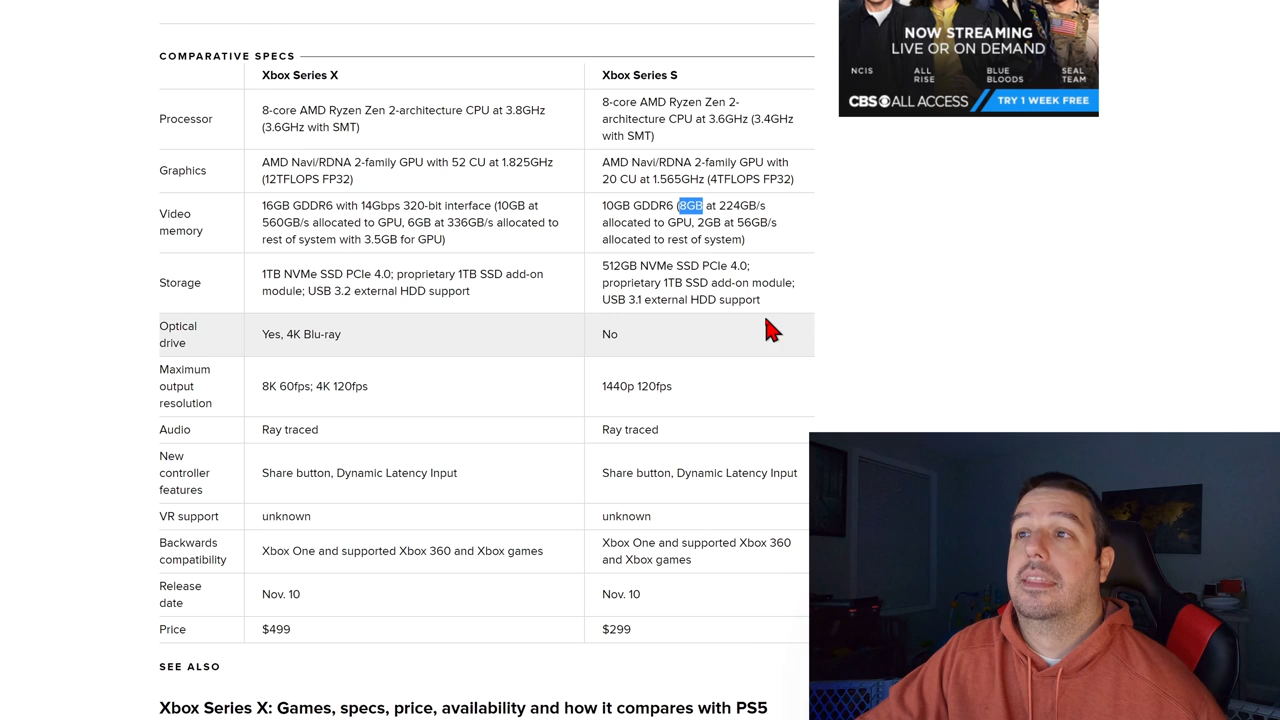 COMPARATIVE SPECS
Xbox Series X
Xbox Series S
Processor
8-core AMD Ryzen Zen 2-architecture CPU at 3.8GHz
(3.6GHz with SMT)
8-core AMD Ryzen Zen 2-
architecture CPU at 3.6GHz (3.4GHz
with SMT)
Graphics
AMD Navi/RDNA 2-family GPU with 52 CU at 1.825GHz
(12TFLOPS FP32)
AMD Navi/RDNA 2-family GPU with
20 CU at 1.565GHz (4TFLOPS FP32)
Video
memory
16GB GDDR6 with 14Gbps 320-bit interface (10GB at
560GB/s allocated to GPU, 6GB at 336GB/s allocated to
rest of system with 3.5GB for GPU)
10GB GDDR6 (8GB at 224GB/s
allocated to GPU, 2GB at 56GB/s
allocated to rest of system)
Storage
1TB NVMe SSD PCIe 4.0; proprietary 1TB SSD add-on
module; USB 3.2 external HDD support
512GB NVMe SSD PCIe 4.0;
proprietary 1TB SSD add-on module;
USB 3.1 external HDD support
Optical
drive
Yes, 4K Blu-ray
No
Maximum
output
resolution
8K 60fps; 4K 120fps
1440p 120fps
Audio
Ray traced
Ray traced
New
controller
features
Share button, Dynamic Latency Input
Share button, Dynamic Latency Input
VR support
unknown
unknown
Backwards
compatibility
Xbox One and supported Xbox 360 and Xbox games
Xbox One and supported Xbox 360
and Xbox games
Release
date
Nov. 10
Nov. 10
Price
$499
$299
SEE ALSO
Xbox Series X: Games, specs, price, availability and how it compares with PS5
NOW STREAMING
LIVE OR ON DEMAND
NCIS
ALL
RISE
BLUE
BLOODS
SEAL
TEAM
CBS ALL ACCESS
TRY 1 WEEK FREE